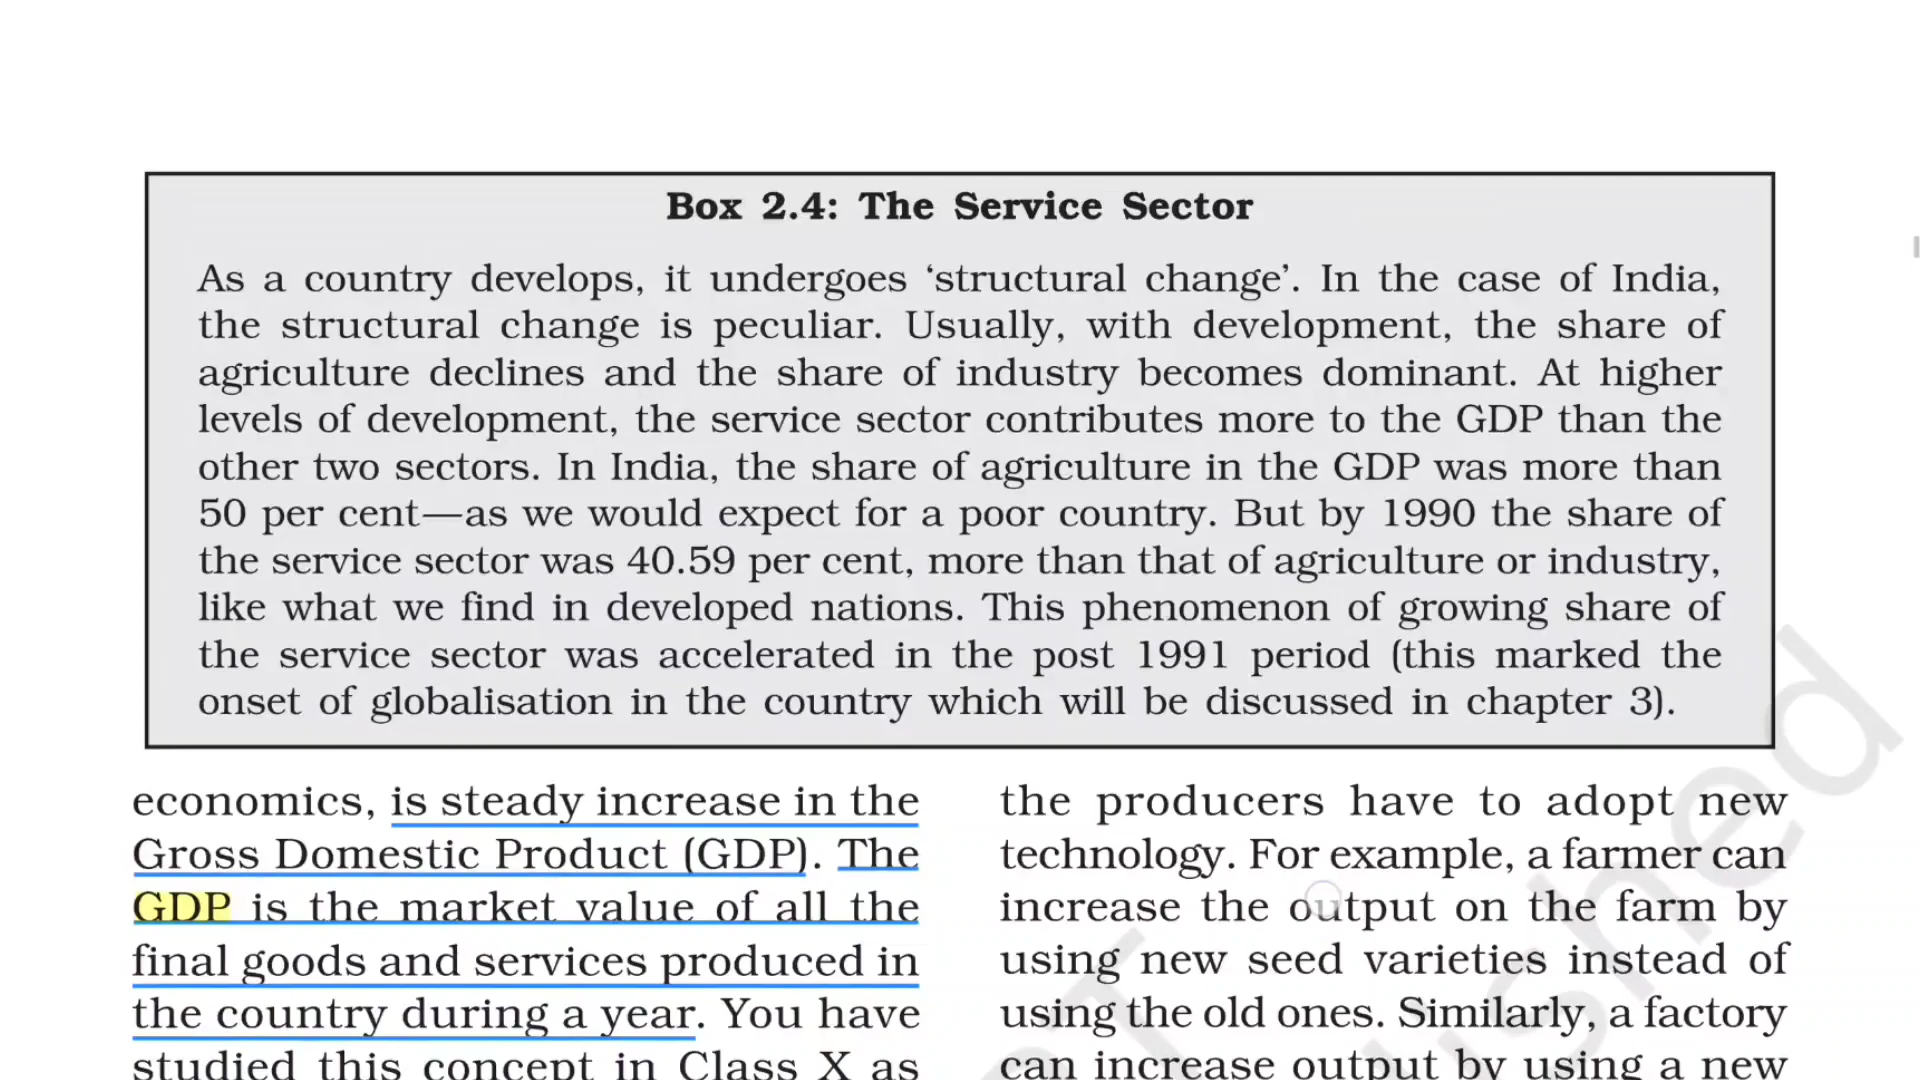 Box 2.4: The Service Sector
As a country develops, it undergoes ‘structural change’. In the case of India,
the structural change is peculiar. Usually, with development, the share of
agriculture declines and the share of industry becomes dominant. At higher
levels of development, the service sector contributes more to the GDP than the
other two sectors. In India, the share of agriculture in the GDP was more than
50 per cent—as we would expect for a poor country. But by 1990 the share of
the service sector was 40.59 per cent, more than that of agriculture or industry,
like what we find in developed nations. This phenomenon of growing share of
the service sector was accelerated in the post 1991 period (this marked the
onset of globalisation in the country which will be discussed in chapter 3).
economics, is steady increase in the
Gross Domestic Product (GDP). The
GDP is the market value of all the
final goods and services produced in
the country during a year. You have
studied this concept in Class X as
the producers have to adopt new
technology. For example, a farmer can
increase the output on the farm by
using new seed varieties instead of
using the old ones. Similarly, a factory
can increase output by using a new